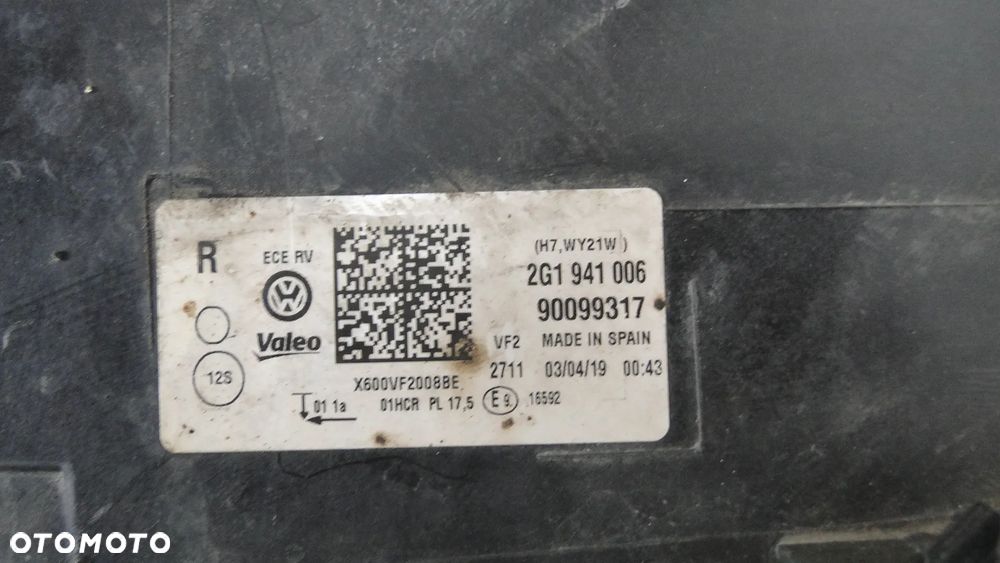 R
ECE RV
Valeo
12S
X600VF2008BE
01 1a
01HCR PL 17,5
E 9
16592
(H7,WY21W )
2G1 941 006
90099317
VF2 MADE IN SPAIN
2711 03/04/19 00:43
OTOMOTO